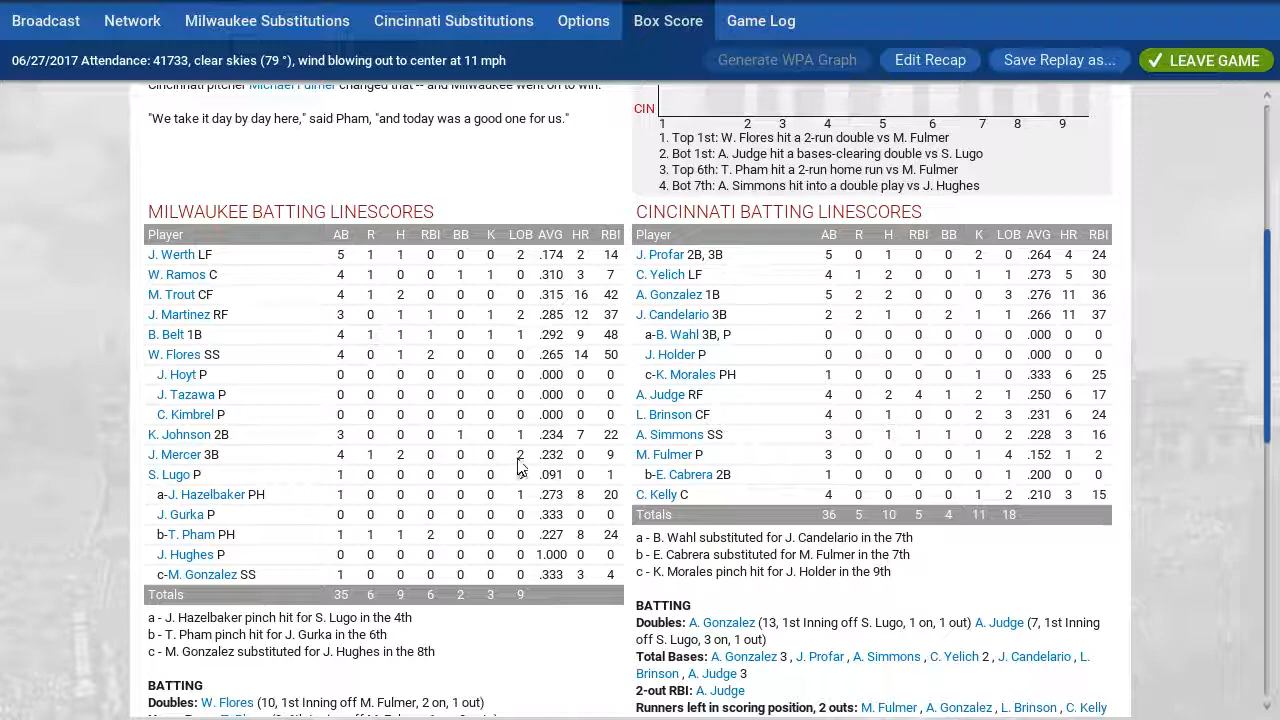 Broadcast Network Milwaukee Substitutions Cincinnati Substitutions Options Box Score Game Log
06/27/2017 Attendance: 41733, clear skies (79 °), wind blowing out to center at 11 mph Generate WPA Graph Edit Recap Save Replay as... ✓ LEAVE GAME
Cincinnati pitcher Michael Fulmer changed that -- and Milwaukee went on to win.
"We take it day by day here," said Pham, "and today was a good one for us."
CIN
1 2 3 4 5 6 7 8 9
1. Top 1st: W. Flores hit a 2-run double vs M. Fulmer
2. Bot 1st: A. Judge hit a bases-clearing double vs S. Lugo
3. Top 6th: T. Pham hit a 2-run home run vs M. Fulmer
4. Bot 7th: A. Simmons hit into a double play vs J. Hughes
MILWAUKEE BATTING LINESCORES
Player AB R H RBI BB K LOB AVG HR RBI
J. Werth LF 5 1 1 0 0 0 2 .174 2 14
W. Ramos C 4 1 0 0 1 1 0 .310 3 7
M. Trout CF 4 1 2 0 0 0 0 .315 16 42
J. Martinez RF 3 0 1 1 0 1 2 .285 12 37
B. Belt 1B 4 1 1 1 0 1 1 .292 9 48
W. Flores SS 4 0 1 2 0 0 0 .265 14 50
J. Hoyt P 0 0 0 0 0 0 0 .000 0 0
J. Tazawa P 0 0 0 0 0 0 0 .000 0 0
C. Kimbrel P 0 0 0 0 0 0 0 .000 0 0
K. Johnson 2B 3 0 0 0 1 0 1 .234 7 22
J. Mercer 3B 4 1 2 0 0 0 2 .232 0 9
S. Lugo P 1 0 0 0 0 0 .091 0 1
a-J. Hazelbaker PH 1 0 0 0 0 0 1 .273 8 20
J. Gurka P 0 0 0 0 0 0 0 .333 0 0
b-T. Pham PH 1 1 1 2 0 0 0 .227 8 24
J. Hughes P 0 0 0 0 0 0 0 1.000 0 0
c-M. Gonzalez SS 1 0 0 0 0 0 0 .333 3 4
Totals 35 6 9 6 2 3 9
a - J. Hazelbaker pinch hit for S. Lugo in the 4th
b - T. Pham pinch hit for J. Gurka in the 6th
c - M. Gonzalez substituted for J. Hughes in the 8th
BATTING
Doubles: W. Flores (10, 1st Inning off M. Fulmer, 2 on, 1 out)
CINCINNATI BATTING LINESCORES
Player AB R H RBI BB K LOB AVG HR RBI
J. Profar 2B, 3B 5 0 1 0 0 2 0 .264 4 24
C. Yelich LF 4 1 2 0 0 0 0 .273 5 30
A. Gonzalez 1B 5 2 2 0 0 0 3 .276 11 36
J. Candelario 3B 2 2 1 0 2 1 1 .266 11 37
a-B. Wahl 3B, P 0 0 0 0 0 0 0 .000 0 0
J. Holder P 0 0 0 0 0 0 0 .000 0 0
c-K. Morales PH 1 0 0 0 0 1 0 .333 6 25
A. Judge RF 4 0 2 4 1 2 1 .250 6 17
L. Brinson CF 4 0 1 0 0 2 3 .231 6 24
A. Simmons SS 3 0 1 1 1 0 2 .228 3 16
M. Fulmer P 3 0 0 0 0 1 4 .152 1 2
b-E. Cabrera 2B 1 0 0 0 0 0 1 .200 0 0
C. Kelly C 4 0 0 0 0 1 2 .210 3 15
Totals 36 5 10 5 4 11 18
a - B. Wahl substituted for J. Candelario in the 7th
b - E. Cabrera substituted for M. Fulmer in the 7th
c - K. Morales pinch hit for J. Holder in the 9th
BATTING
Doubles: A. Gonzalez (13, 1st Inning off S. Lugo, 1 on, 1 out) A. Judge (7, 1st Inning
off S. Lugo, 3 on, 1 out)
Total Bases: A. Gonzalez 3 , J. Profar , A. Simmons , C. Yelich 2 , J. Candelario , L.
Brinson , A. Judge 3
2-out RBI: A. Judge
Runners left in scoring position, 2 outs: M. Fulmer , A. Gonzalez , L. Brinson , C. Kelly